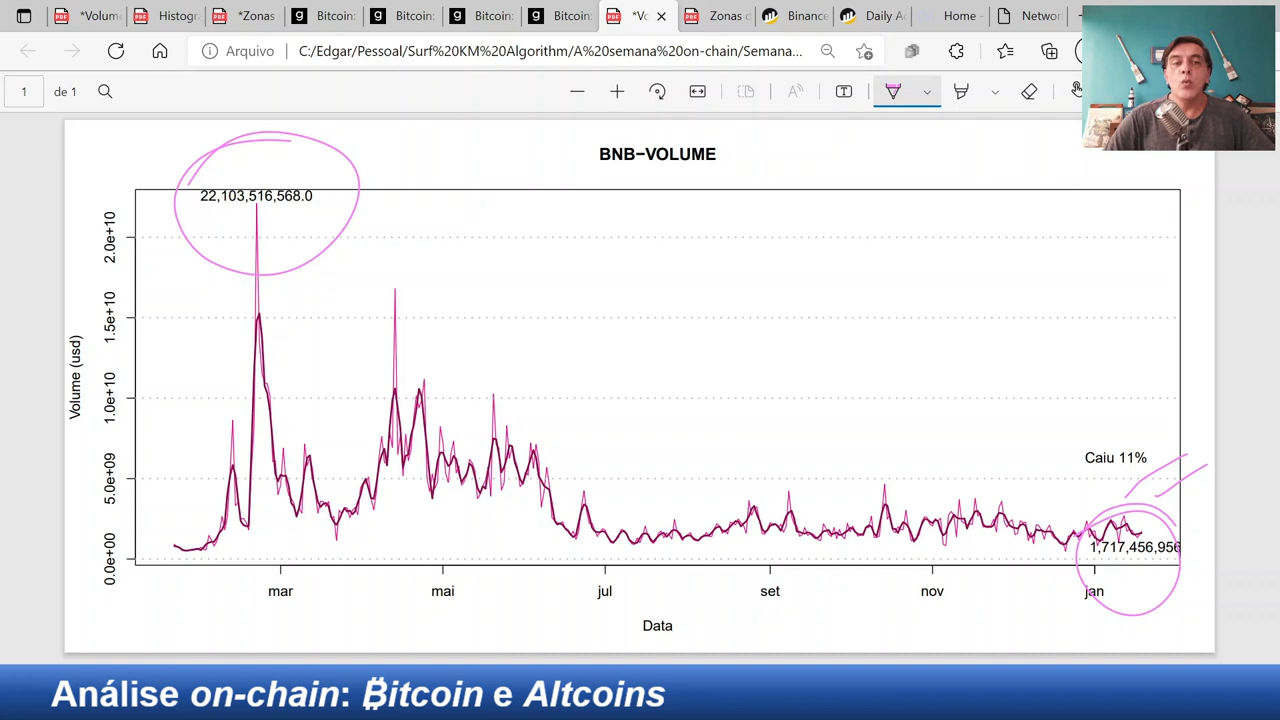 *Volum
Histogr
*Zonas
Bitcoin:
Bitcoin:
Bitcoin:
Bitcoin:
*Vo
Zonas d
Binance
Daily A
Home -
Networ
Arquivo
C:/Edgar/Pessoal/Surf%20KM%20Algorithm/A%20semana%20on-chain/Semana...
1 de 1
BNB−VOLUME
22,103,516,568.0
Volume (usd)
2.0e+10
1.5e+10
1.0e+10
5.0e+09
0.0e+00
Caiu 11%
1,717,456,956
mar mai jul set nov jan
Data
Análise on-chain: ₿itcoin e Altcoins